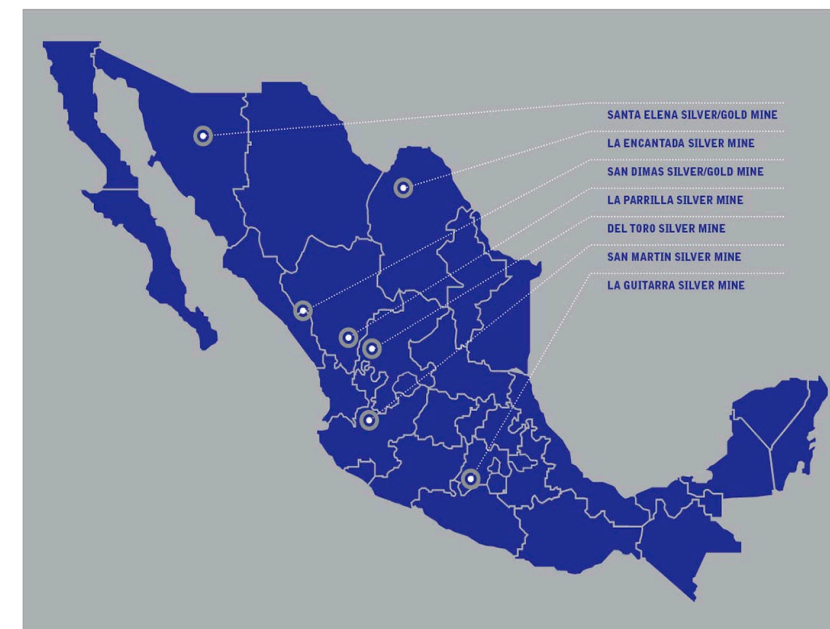 SANTA ELENA SILVER/GOLD MINE
LA ENCANTADA SILVER MINE
SAN DIMAS SILVER/GOLD MINE
LA PARRILLA SILVER MINE
DEL TORO SILVER MINE
SAN MARTIN SILVER MINE
LA GUITARRA SILVER MINE